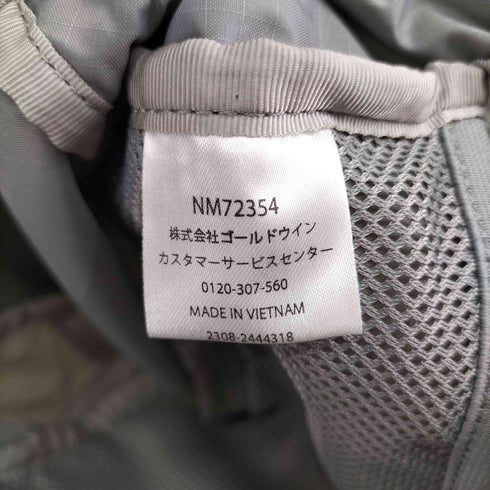 NM72354
株式会社ゴールドウイン
カスタマーサービスセンター
0120-307-560
MADE IN VIETNAM
2308-2444318